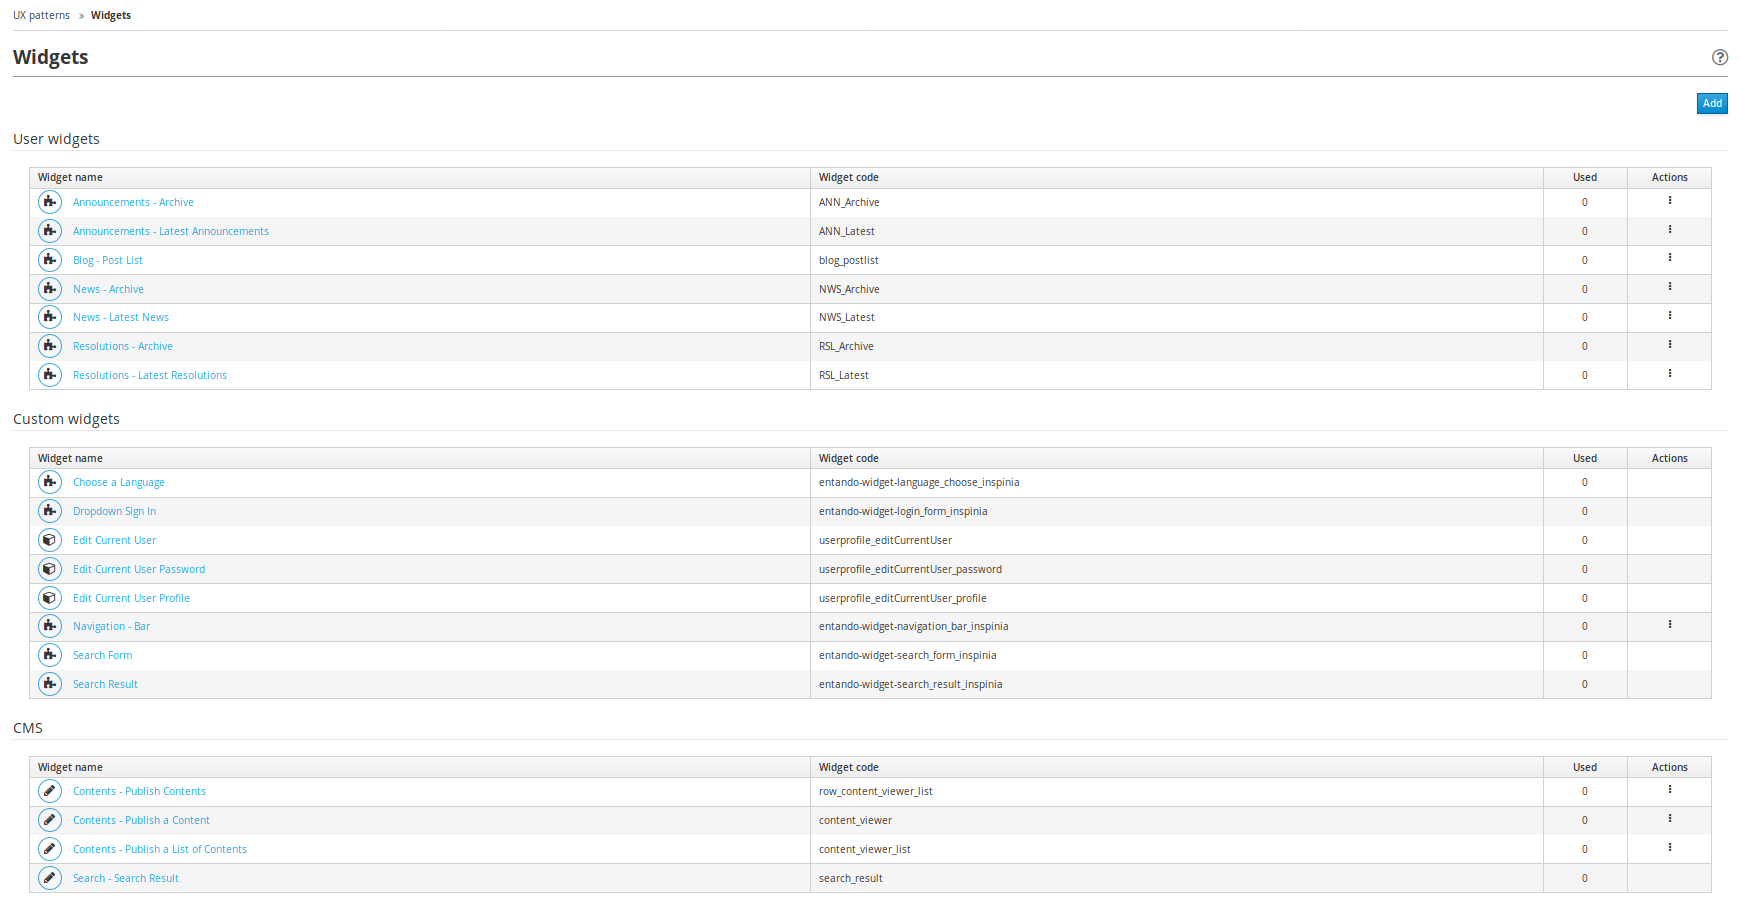 UX patterns » Widgets
Widgets
Add
User widgets
Widget name Widget code Used Actions
Announcements - Archive ANN_Archive 0
Announcements - Latest Announcements ANN_Latest 0
Blog - Post List blog_postlist 0
News - Archive NWS_Archive 0
News - Latest News NWS_Latest 0
Resolutions - Archive RSL_Archive 0
Resolutions - Latest Resolutions RSL_Latest 0
Custom widgets
Widget name Widget code Used Actions
Choose a Language entando-widget-language_choose_inspinia 0
Dropdown Sign In entando-widget-login_form_inspinia 0
Edit Current User userprofile_editCurrentUser 0
Edit Current User Password userprofile_editCurrentUser_password 0
Edit Current User Profile userprofile_editCurrentUser_profile 0
Navigation - Bar entando-widget-navigation_bar_inspinia 0
Search Form entando-widget-search_form_inspinia 0
Search Result entando-widget-search_result_inspinia 0
CMS
Widget name Widget code Used Actions
Contents - Publish Contents row_content_viewer_list 0
Contents - Publish a Content content_viewer 0
Contents - Publish a List of Contents content_viewer_list 0
Search - Search Result search_result 0